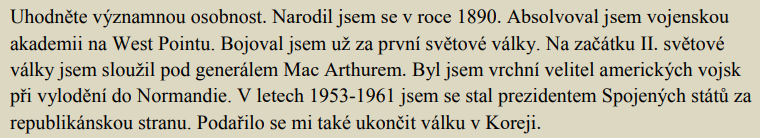 Uhodněte významnou osobnost. Narodil jsem se v roce 1890. Absolvoval jsem vojenskou
akademii na West Pointu. Bojoval jsem už za první světové války. Na začátku II. světové
války jsem sloužil pod generálem Mac Arthurem. Byl jsem vrchní velitel amerických vojsk
při vylodění do Normandie. V letech 1953-1961 jsem se stal prezidentem Spojených států za
republikánskou stranu. Podařilo se mi také ukončit válku v Koreji.